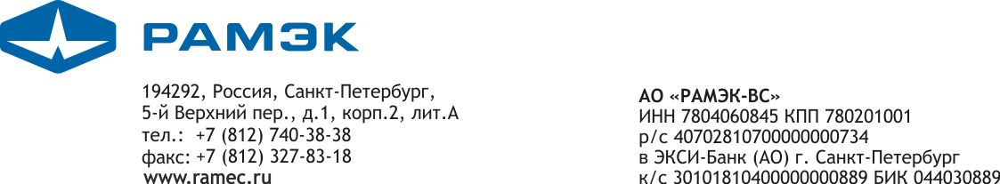 РАМЭК
194292, Россия, Санкт-Петербург,
5-й Верхний пер., д.1, корп.2, лит.А
тел.: +7 (812) 740-38-38
факс: +7 (812) 327-83-18
www.ramec.ru
АО «РАМЭК-ВС»
ИНН 7804060845 КПП 780201001
р/с 40702810700000000734
в ЭКСИ-Банк (АО) г. Санкт-Петербург
к/с 30101810400000000889 БИК 044030889